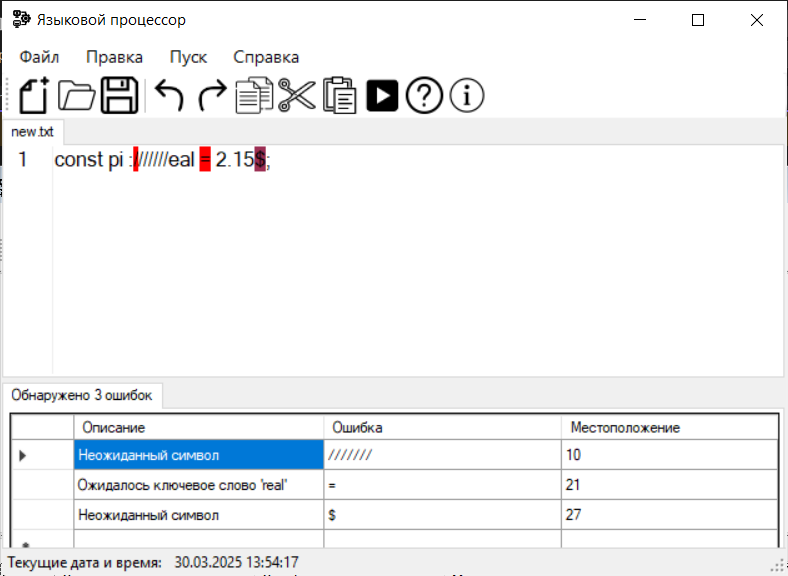 Языковой процессор
Файл Правка Пуск Справка
new.txt
1 const pi ://///// eal = 2.15$;
Обнаружено 3 ошибок
Описание Ошибка Местоположение
Неожиданный символ /////// 10
Ожидалось ключевое слово 'real' = 21
Неожиданный символ $ 27
Текущие дата и время: 30.03.2025 13:54:17